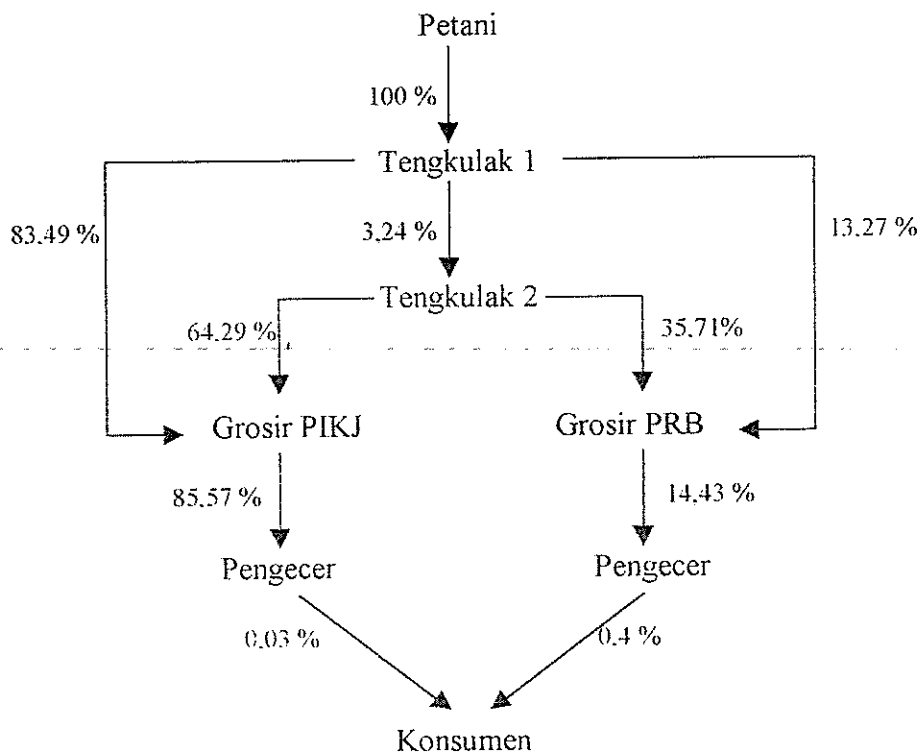 Petani
100 %
Tengkulak 1
83.49 %
3,24 %
13.27 %
Tengkulak 2
64.29 %
35.71%
Grosir PIKJ
Grosir PRB
85.57 %
14,43 %
Pengecer
Pengecer
0.03 %
0.4 %
Konsumen